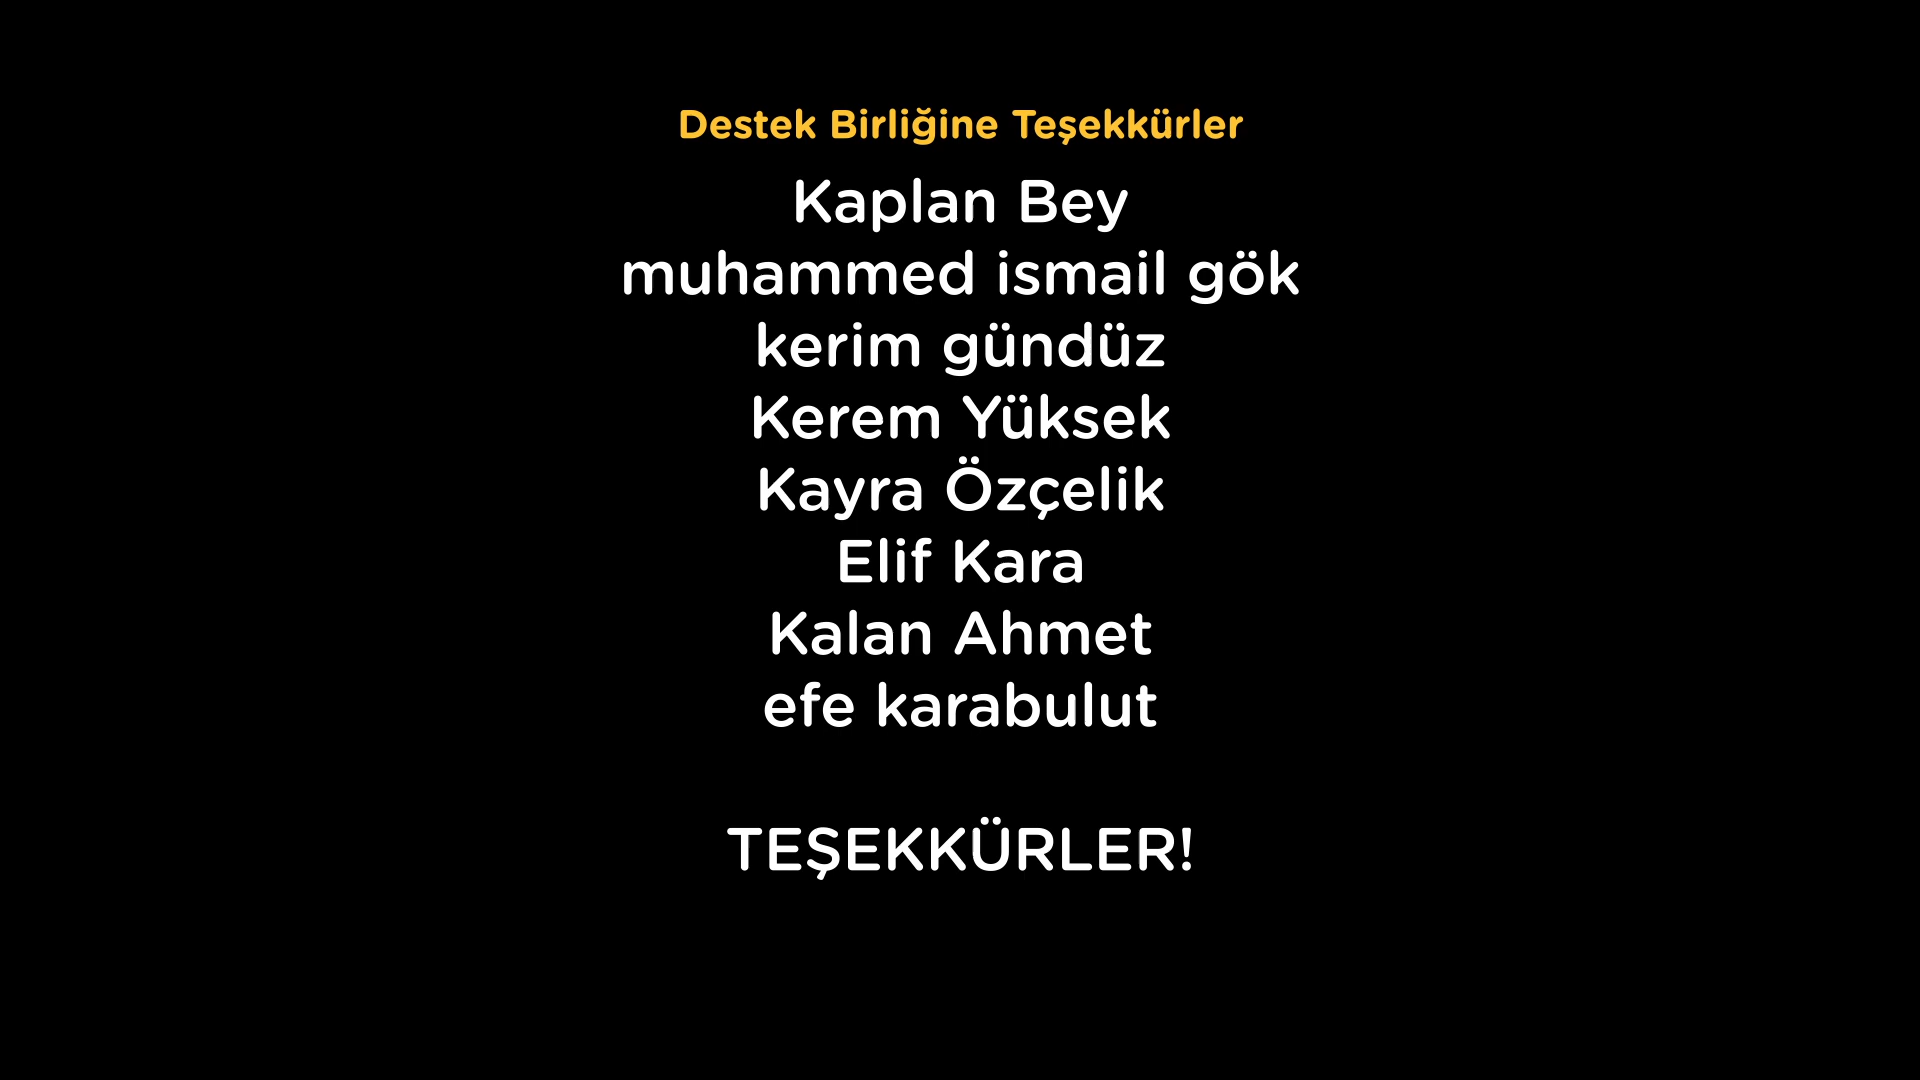 Destek Birliğine Teşekkürler
Kaplan Bey
muhammed ismail gök
kerim gündüz
Kerem Yüksek
Kayra Özçelik
Elif Kara
Kalan Ahmet
efe karabulut
TEŞEKKÜRLER!